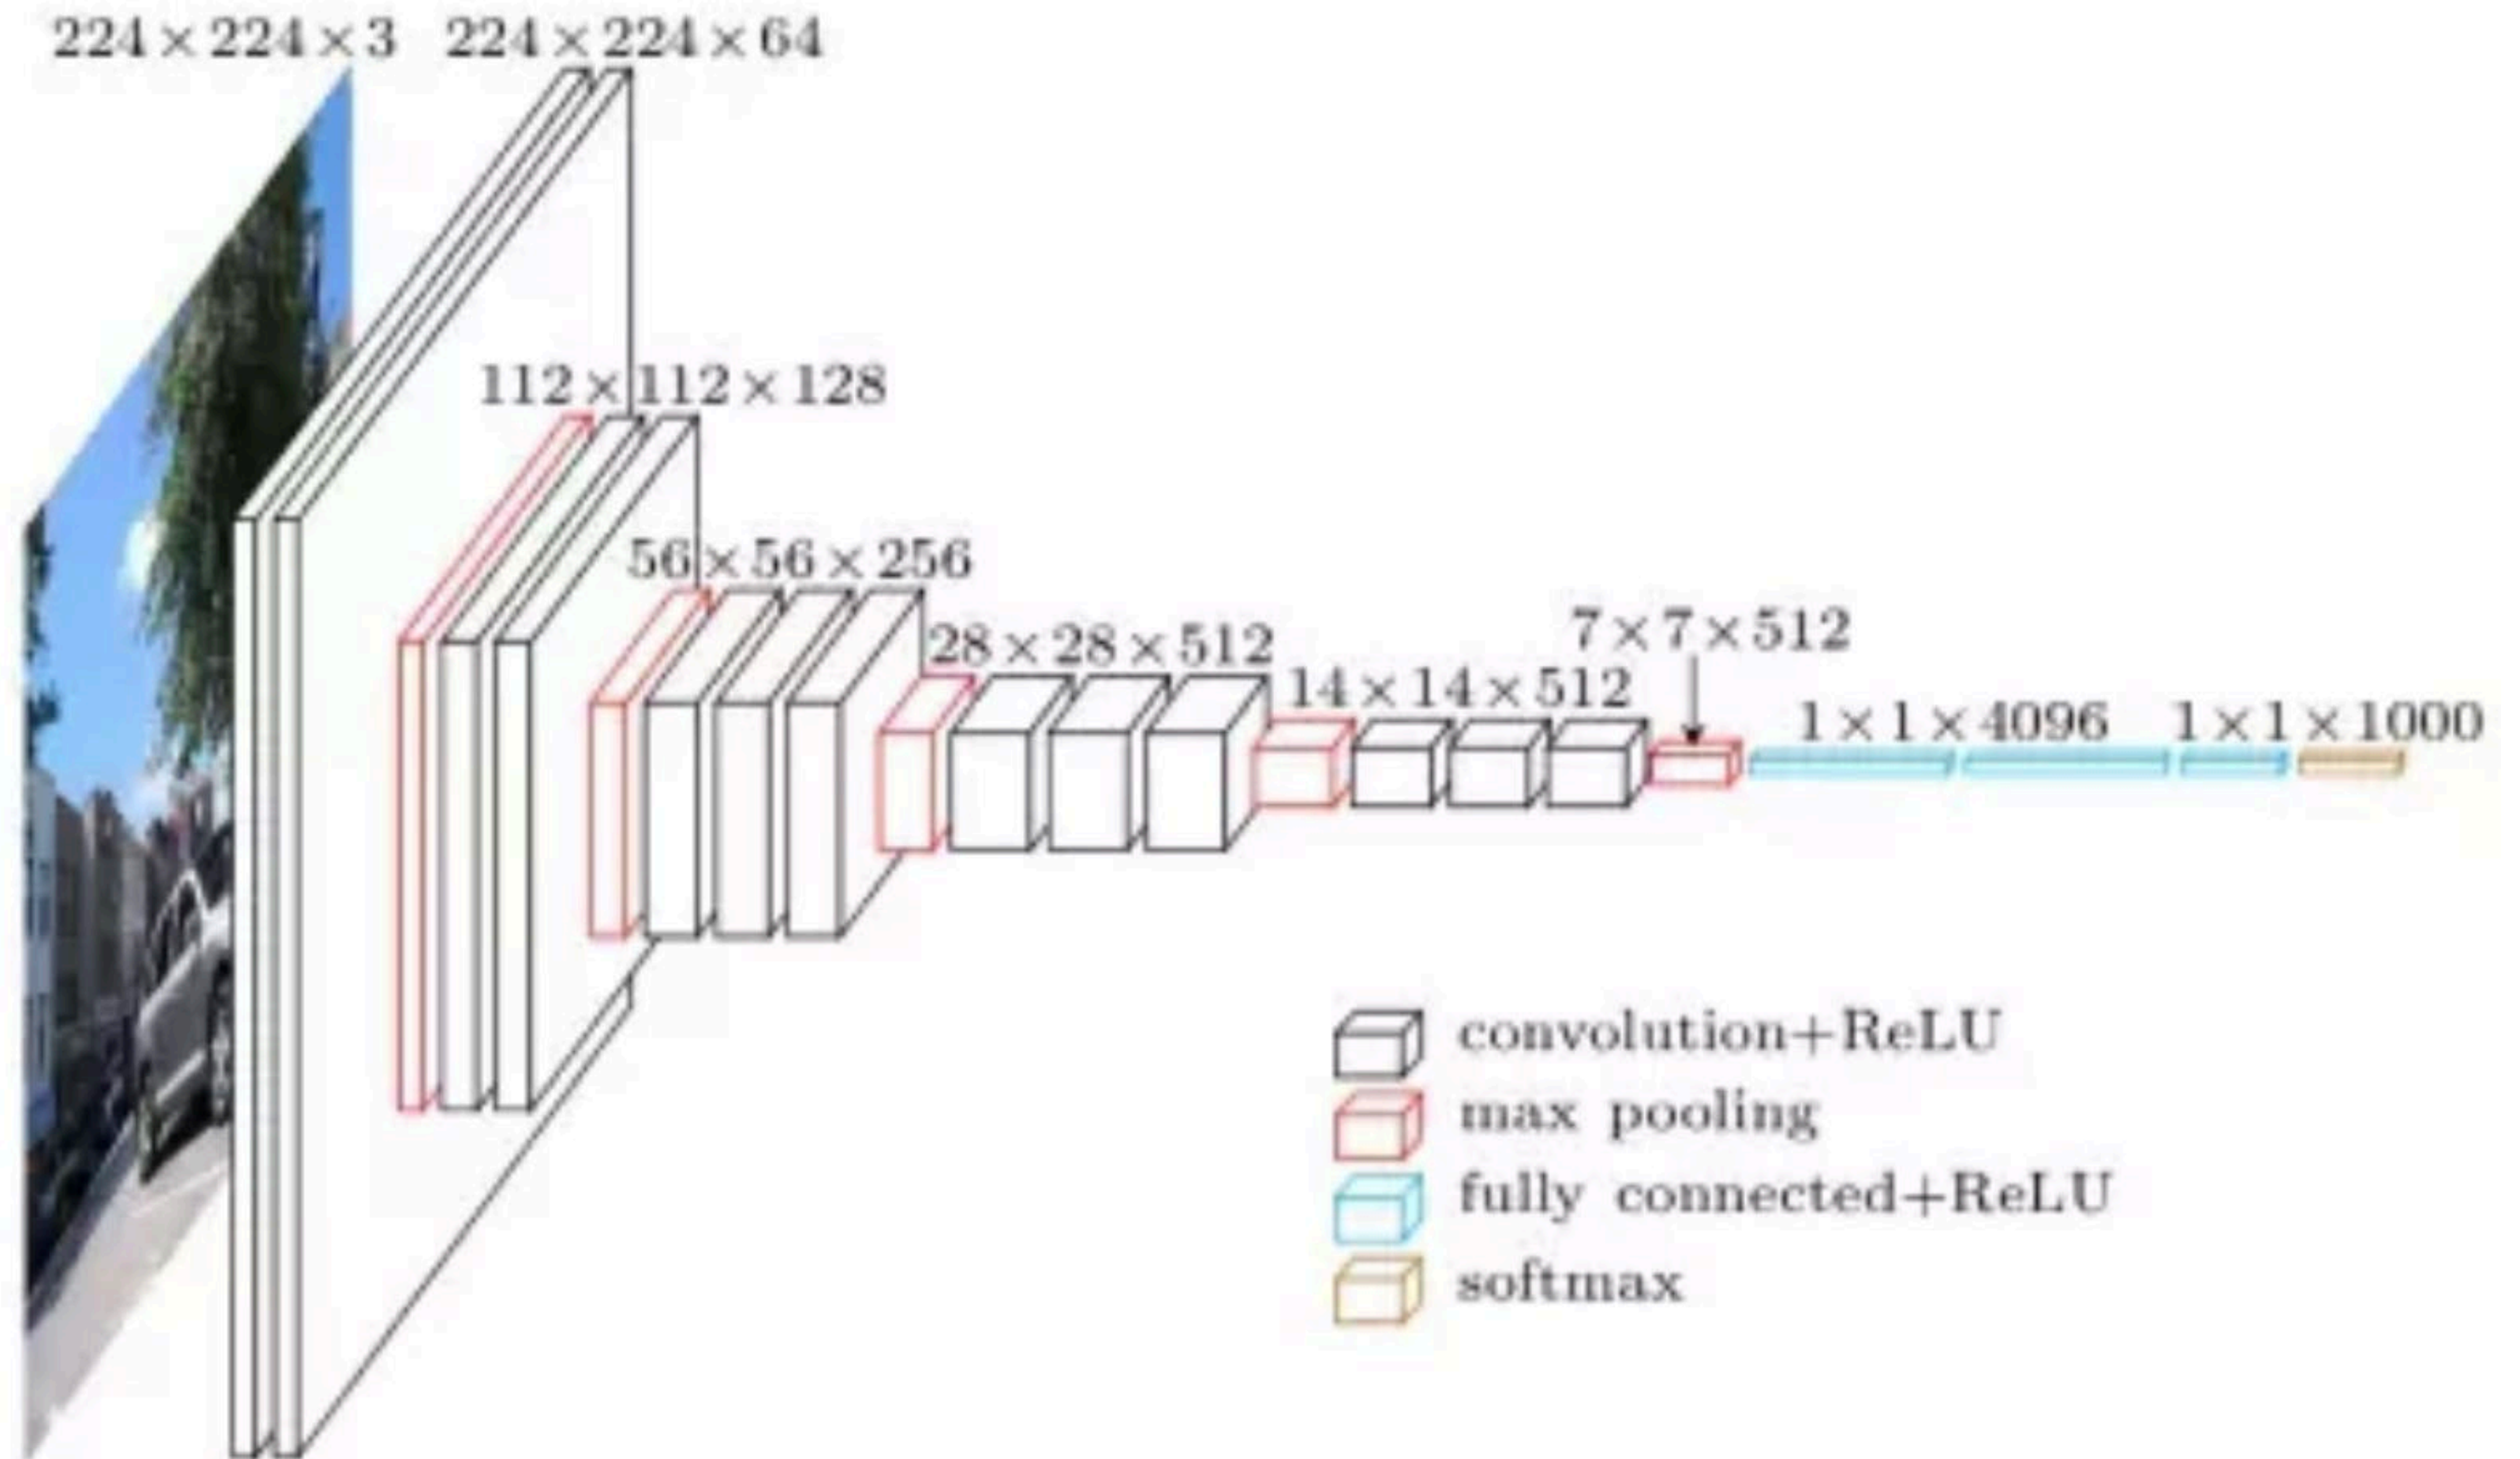 224×224×3
224×224×64
112×112×128
56×56×256
28×28×512
14×14×512
7×7×512
1×1×4096
1×1×1000
convolution+ReLU
max pooling
fully connected+ReLU
softmax